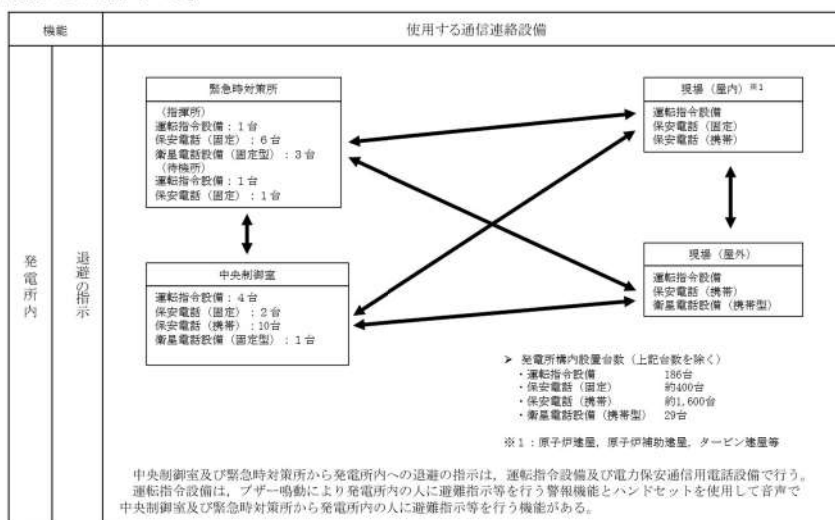 機能
使用する通信連絡設備
発電所内
退避の指示
緊急時対策所
(指揮所)
運転指令設備：1台
保安電話（固定）：6台
衛星電話設備（固定型）：3台
(待機所)
運転指令設備：1台
保安電話（固定）：1台
現場（屋内）※1
運転指令設備
保安電話（固定）
保安電話（携帯）
中央制御室
運転指令設備：4台
保安電話（固定）：2台
保安電話（携帯）：10台
衛星電話設備（固定型）：1台
現場（屋外）
運転指令設備
保安電話（携帯）
衛星電話設備（携帯型）
➢ 発電所構内設置台数（上記台数を除く）
・運転指令設備 186台
・保安電話（固定） 約400台
・保安電話（携帯） 約1,600台
・衛星電話設備（携帯型） 29台
※1：原子炉建屋，原子炉補助建屋，タービン建屋等
中央制御室及び緊急時対策所から発電所内への退避の指示は，運転指令設備及び電力保安通信用電話設備で行う。
運転指令設備は，ブザー鳴動により発電所内の人に避難指示等を行う警報機能とハンドセットを使用して音声で
中央制御室及び緊急時対策所から発電所内の人に避難指示等を行う機能がある。